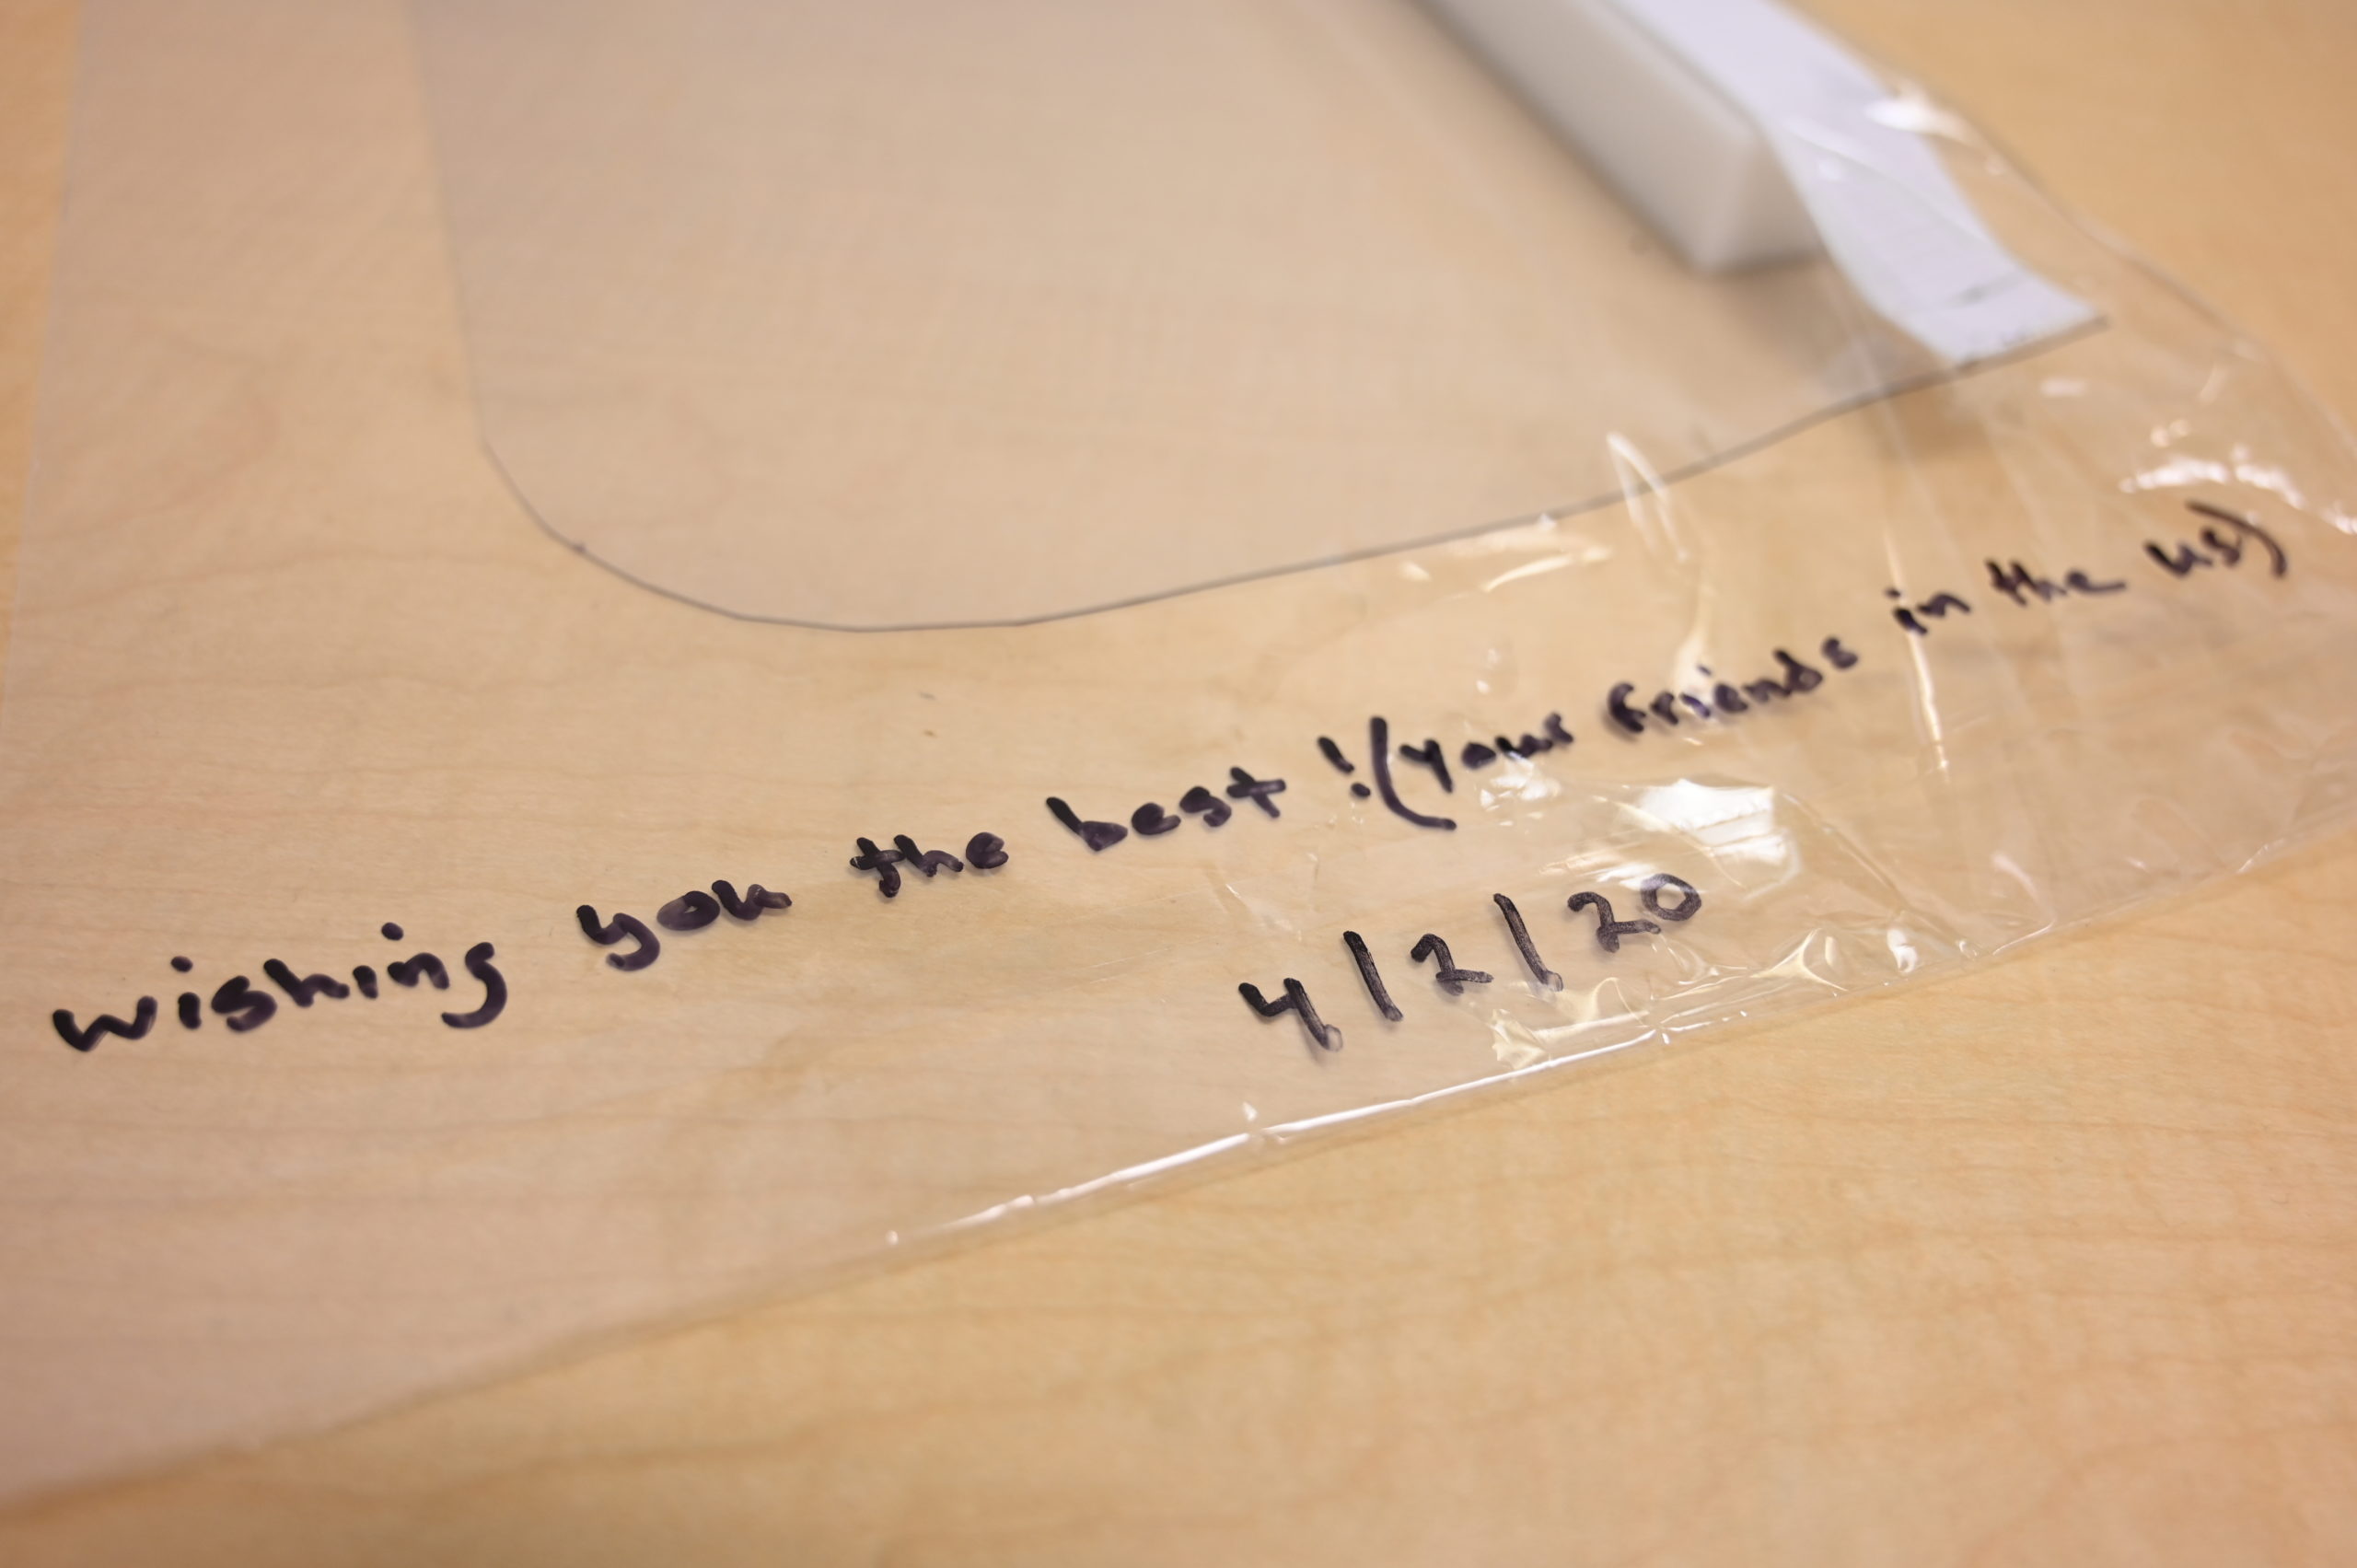 wishing you the best! (your friends in the US)
4/2/20